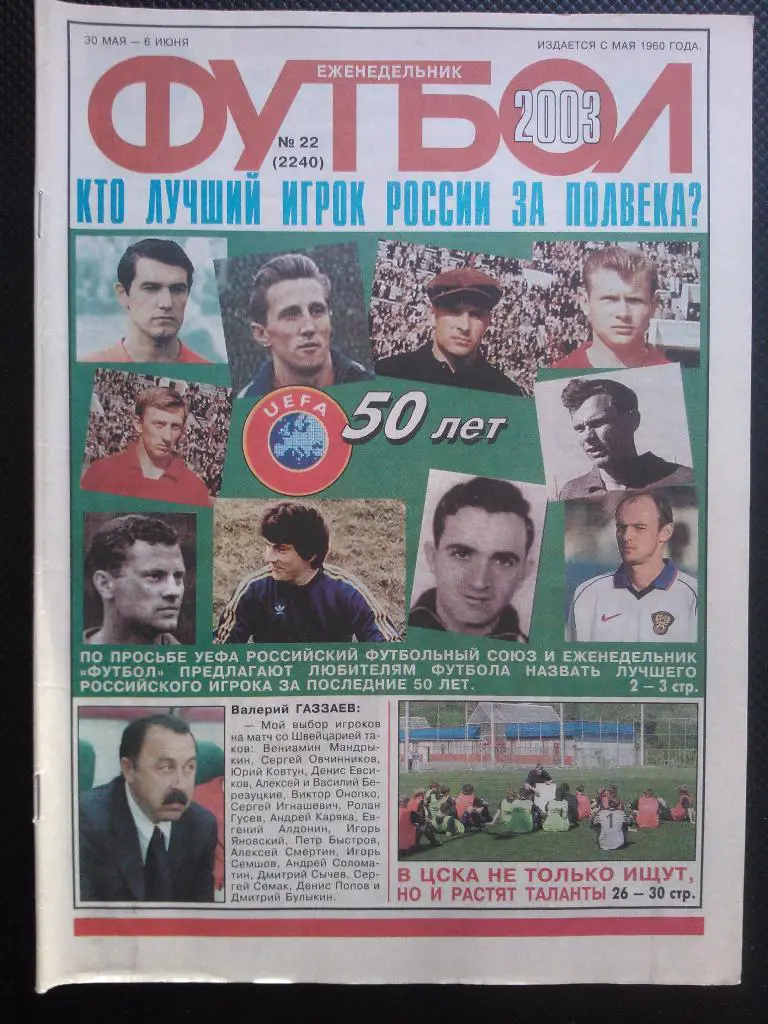 30 МАЯ — 6 ИЮНЯ
ИЗДАЕТСЯ С МАЯ 1960 ГОДА.
ЕЖЕНЕДЕЛЬНИК
ФУТБОЛ
2003
№ 22
(2240)
КТО ЛУЧШИЙ ИГРОК РОССИИ ЗА ПОЛВЕКА?
UEFA
50 лет
ПО ПРОСЬБЕ УЕФА РОССИЙСКИЙ ФУТБОЛЬНЫЙ СОЮЗ И ЕЖЕНЕДЕЛЬНИК
«ФУТБОЛ» ПРЕДЛАГАЮТ ЛЮБИТЕЛЯМ ФУТБОЛА НАЗВАТЬ ЛУЧШЕГО
РОССИЙСКОГО ИГРОКА ЗА ПОСЛЕДНИЕ 50 ЛЕТ. 2 — 3 стр.
Валерий ГАЗЗАЕВ:
— Мой выбор игроков
на матч со Швейцарией та-
ков: Вениамин Мандры-
кин, Сергей Овчинников,
Юрий Ковтун, Денис Евси-
ков, Алексей и Василий Бе-
резуцкие, Виктор Онопко,
Сергей Игнашевич, Ролан
Гусев, Андрей Каряка, Ев-
гений Алдонин, Игорь
Яновский, Петр Быстров,
Алексей Смертин, Игорь
Семшов, Андрей Солома-
тин, Дмитрий Сычев, Сер-
гей Семак, Денис Попов и
Дмитрий Булыкин.
1
В ЦСКА НЕ ТОЛЬКО ИЩУТ,
НО И РАСТЯТ ТАЛАНТЫ 26 — 30 стр.